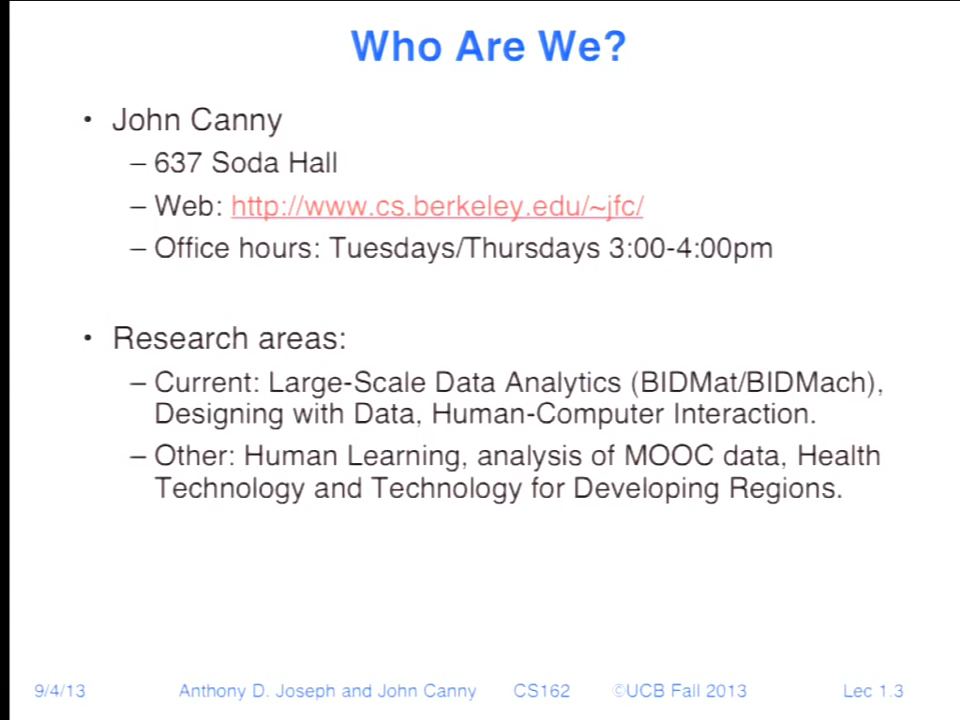 Who Are We?
• John Canny
– 637 Soda Hall
– Web: http://www.cs.berkeley.edu/~jfc/
– Office hours: Tuesdays/Thursdays 3:00-4:00pm
• Research areas:
– Current: Large-Scale Data Analytics (BIDMat/BIDMach),
Designing with Data, Human-Computer Interaction.
– Other: Human Learning, analysis of MOOC data, Health
Technology and Technology for Developing Regions.
9/4/13 Anthony D. Joseph and John Canny CS162 ©UCB Fall 2013 Lec 1.3